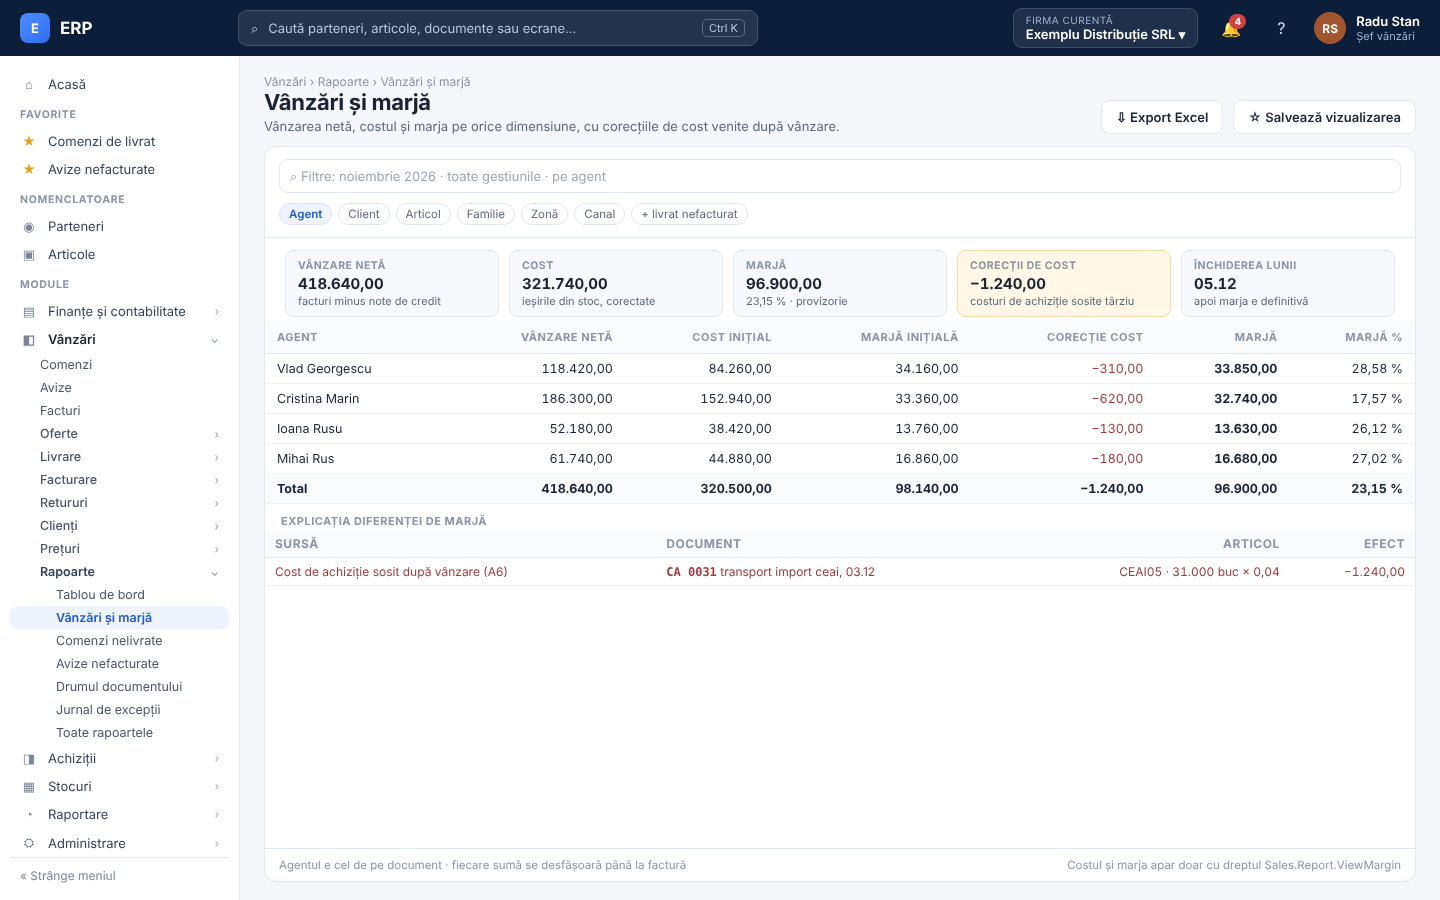 E ERP
Caută parteneri, articole, documente sau ecrane... Ctrl K
FIRMA CURENTĂ
Exemplu Distribuție SRL ▾
4
?
RS
Radu Stan
Șef vânzări
Acasă
FAVORITE
★ Comenzi de livrat
★ Avize nefacturate
NOMENCLATOARE
Parteneri
Articole
MODULE
Finanțe și contabilitate ›
Vânzări
Comenzi
Avize
Facturi
Oferte ›
Livrare ›
Facturare ›
Retururi ›
Clienți ›
Prețuri ›
Rapoarte
Tablou de bord
Vânzări și marjă
Comenzi nelivrate
Avize nefacturate
Drumul documentului
Jurnal de excepții
Toate rapoartele
Achiziții ›
Stocuri ›
Raportare ›
Administrare ›
« Strânge meniul
Vânzări › Rapoarte › Vânzări și marjă
Vânzări și marjă
Vânzarea netă, costul și marja pe orice dimensiune, cu corecțiile de cost venite după vânzare.
⇩ Export Excel
☆ Salvează vizualizarea
Filtre: noiembrie 2026 · toate gestiunile · pe agent
Agent Client Articol Familie Zonă Canal + livrat nefacturat
VÂNZARE NETĂ
418.640,00
facturi minus note de credit
COST
321.740,00
ieșirile din stoc, corectate
MARJĂ
96.900,00
23,15 % · provizorie
CORECȚII DE COST
−1.240,00
costuri de achiziție sosite târziu
ÎNCHIDEREA LUNII
05.12
apoi marja e definitivă
AGENT VÂNZARE NETĂ COST INIȚIAL MARJĂ INIȚIALĂ CORECȚIE COST MARJĂ MARJĂ %
Vlad Georgescu 118.420,00 84.260,00 34.160,00 −310,00 33.850,00 28,58 %
Cristina Marin 186.300,00 152.940,00 33.360,00 −620,00 32.740,00 17,57 %
Ioana Rusu 52.180,00 38.420,00 13.760,00 −130,00 13.630,00 26,12 %
Mihai Rus 61.740,00 44.880,00 16.860,00 −180,00 16.680,00 27,02 %
Total 418.640,00 320.500,00 98.140,00 −1.240,00 96.900,00 23,15 %
EXPLICAȚIA DIFERENȚEI DE MARJĂ
SURSĂ DOCUMENT ARTICOL EFECT
Cost de achiziție sosit după vânzare (A6) CA 0031 transport import ceai, 03.12 CEAI05 · 31.000 buc × 0,04 −1.240,00
Agentul e cel de pe document · fiecare sumă se desfășoară până la factură
Costul și marja apar doar cu dreptul Sales.Report.ViewMargin